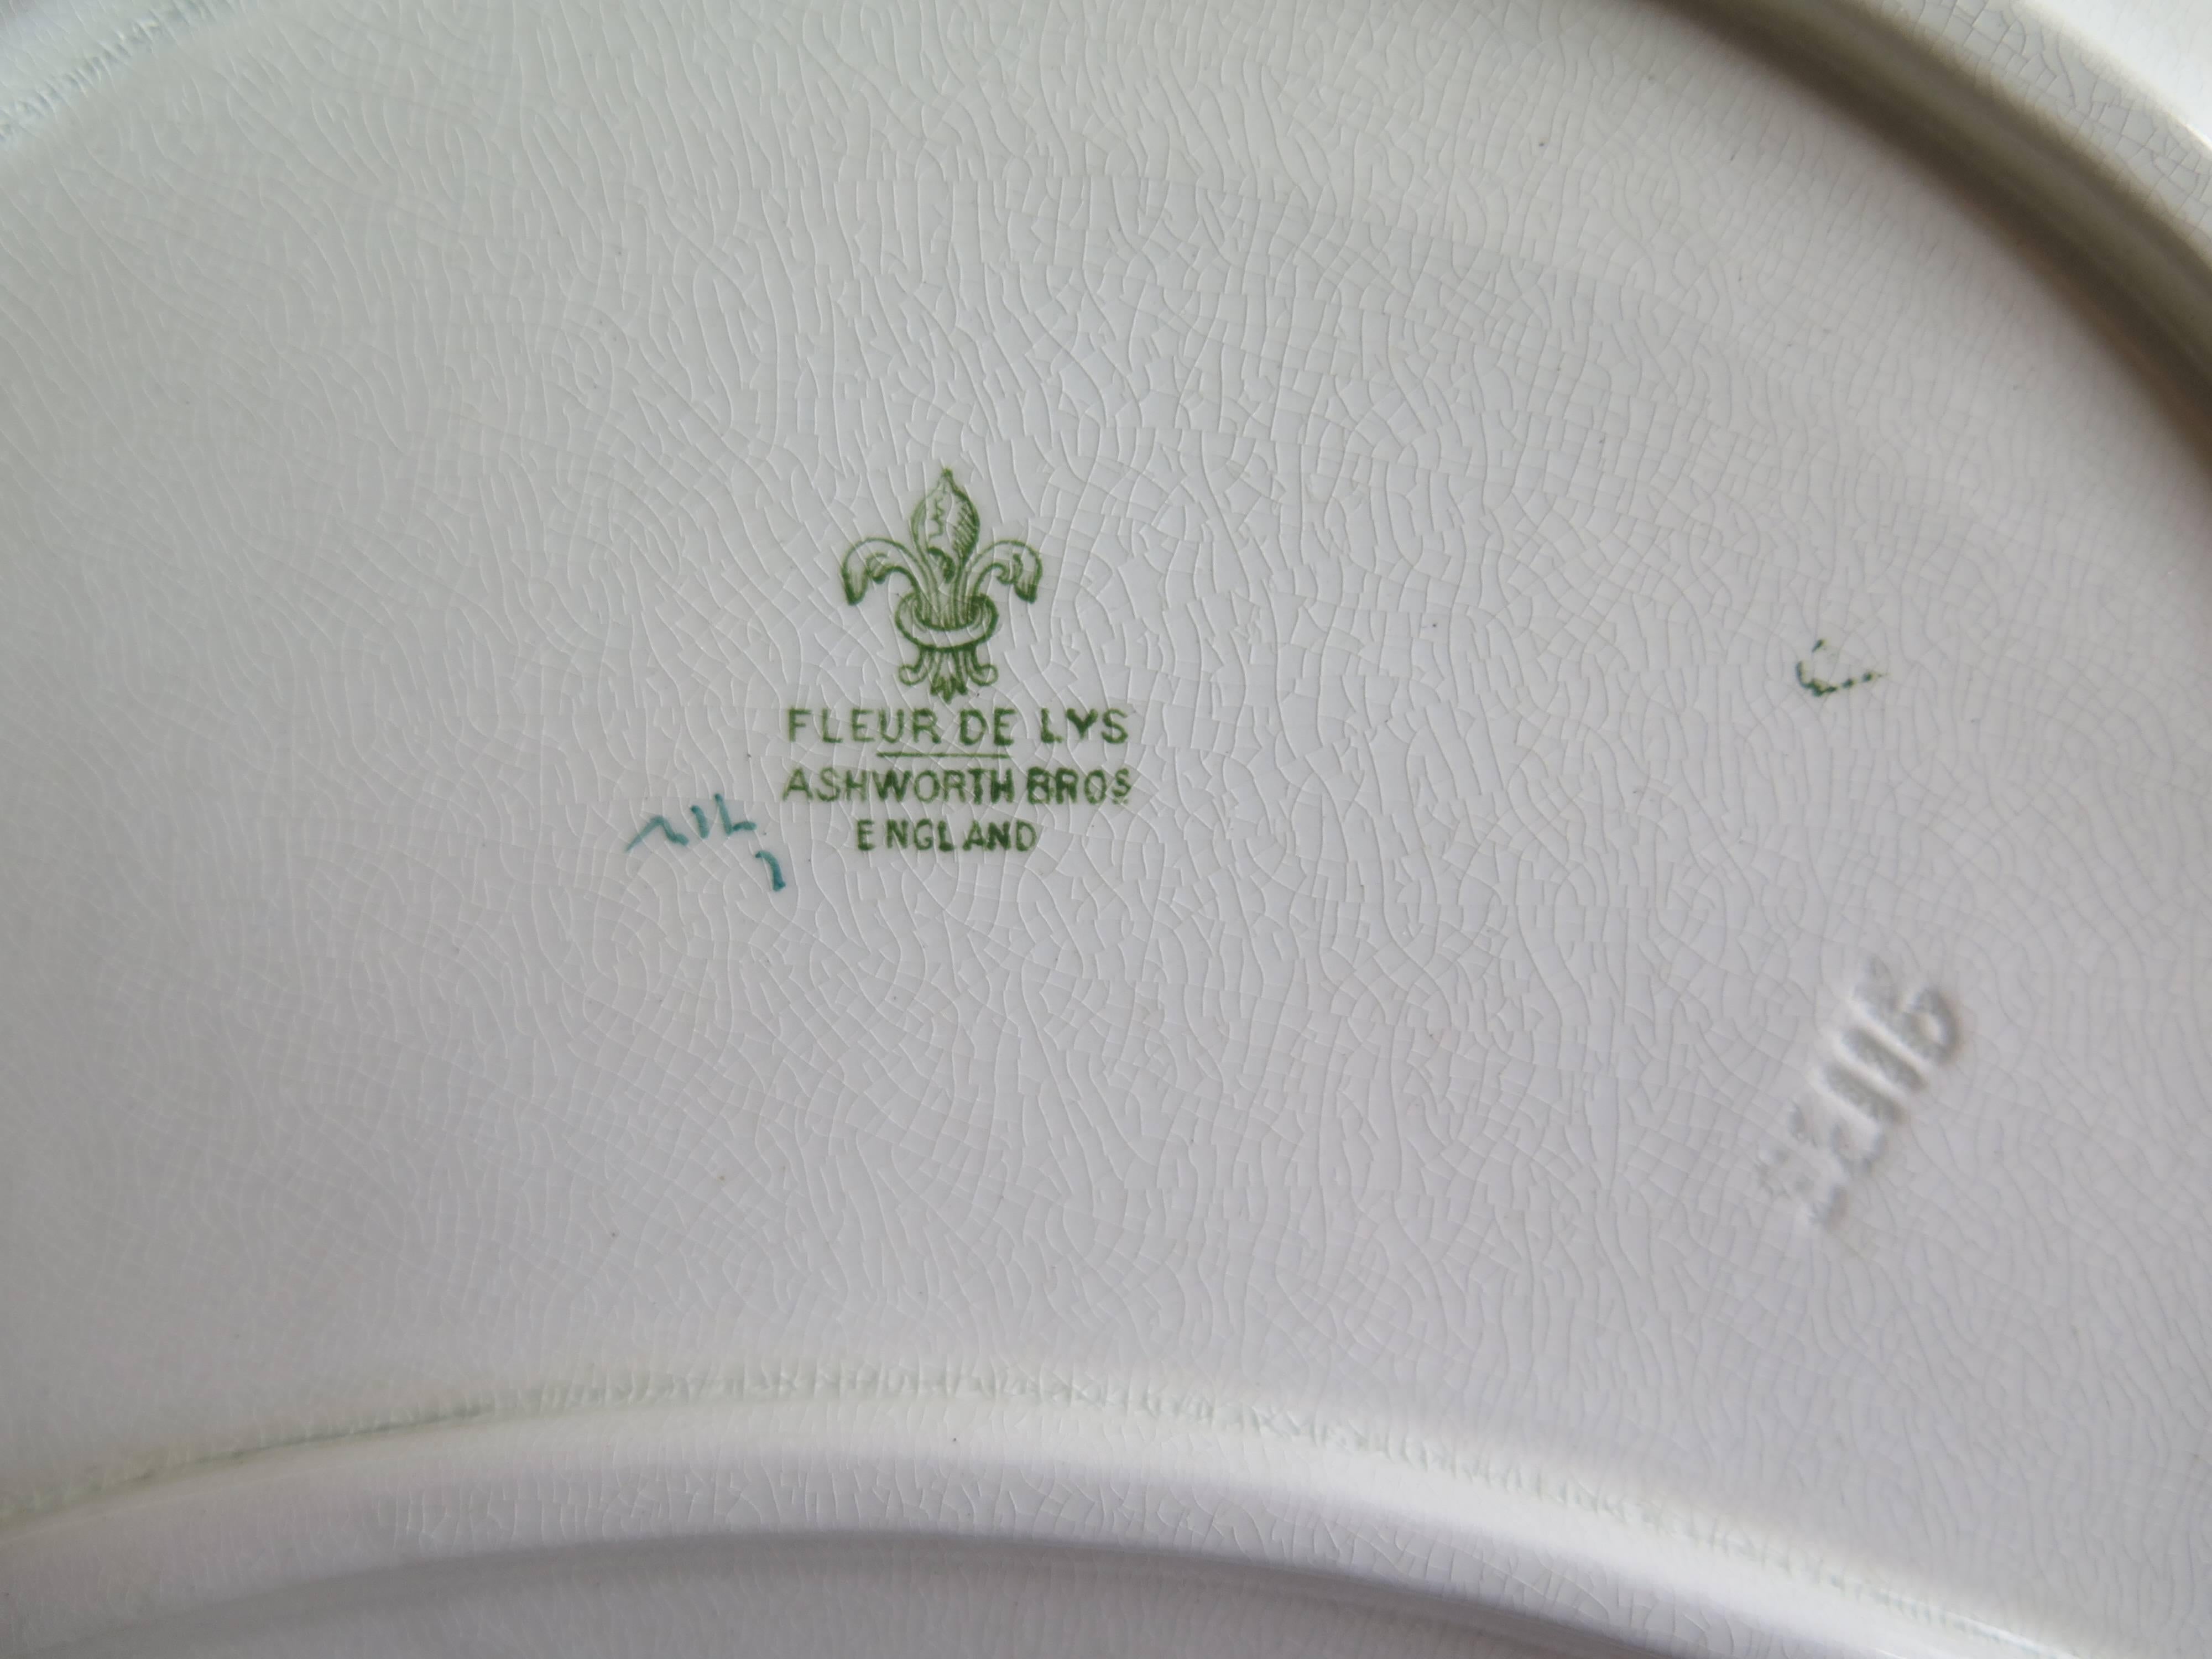 FLEUR DE LYS
ASHWORTH BROS
ENGLAND